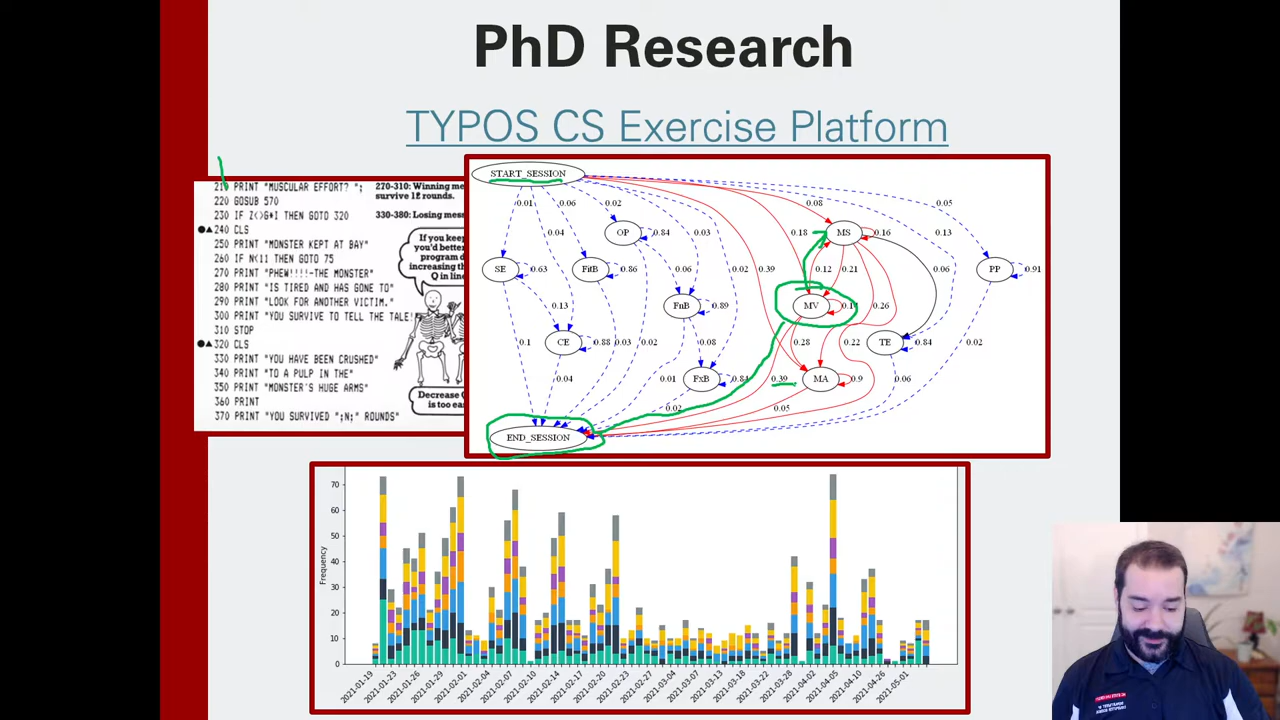 PhD Research
TYPOS CS Exercise Platform
210 PRINT "MUSCULAR EFFORT? ";
220 GOSUB 570
230 IF Z<>G*I THEN GOTO 320
240 CLS
250 PRINT "MONSTER KEPT AT BAY"
260 IF N<11 THEN GOTO 75
270 PRINT "PHEW!!!!-THE MONSTER"
280 PRINT "IS TIRED AND HAS GONE TO"
290 PRINT "LOOK FOR ANOTHER VICTIM."
300 PRINT "YOU SURVIVE TO TELL THE TALE!
310 STOP
320 CLS
330 PRINT "YOU HAVE BEEN CRUSHED"
340 PRINT "TO A PULP IN THE"
350 PRINT "MONSTER'S HUGE ARMS"
360 PRINT
370 PRINT "YOU SURVIVED ";N;" ROUNDS"
270-310: Winning me
survive 12 rounds.
330-380: Losing mess
If you keep
you'd better
program d
increasing th
Q in line
Decrease Q
is too eas
START_SESSION
0.01 0.06 0.02 0.08 0.05
0.04 OP 0.84 0.03 0.18 MS 0.16 0.13
SE 0.63 FitB 0.86 0.06 0.02 0.39 0.12 0.21 0.06 PP 0.91
0.13 FnB 0.89 MV 0.26
0.1 CE 0.88 0.03 0.02 0.08 0.28 0.22 TE 0.84 0.02
0.04 0.01 FxB 0.39 MA 0.9 0.06
0.02 0.05
END_SESSION
Frequency
70
60
50
40
30
20
10
0
2021-01-19 2021-01-23 2021-01-26 2021-01-29 2021-02-01 2021-02-04 2021-02-07 2021-02-10 2021-02-14 2021-02-17 2021-02-20 2021-02-23 2021-02-27 2021-03-04 2021-03-07 2021-03-13 2021-03-18 2021-03-28 2021-04-02 2021-04-05 2021-04-10 2021-04-26 2021-05-01